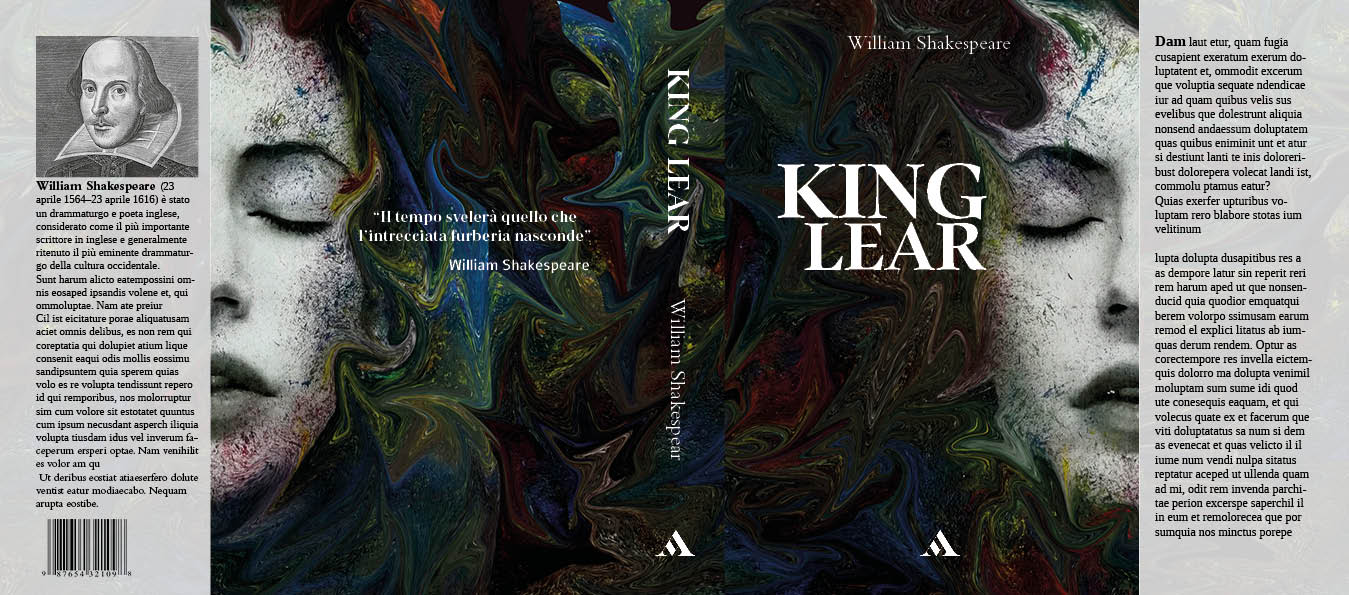 William Shakespeare (23
aprile 1564–23 aprile 1616) è stato
un drammaturgo e poeta inglese,
considerato come il più importante
scrittore in inglese e generalmente
ritenuto il più eminente drammatur-
go della cultura occidentale.
Sunt harum alicto eatempossini om-
nis eosaped ipsandis volene et, qui
ommoluptae. Nam ate preiur
Cil ist eicitature porae aliquatusam
aciet omnis delibus, es non rem qui
coreptatia qui dolupiet atium lique
consenit eaqui odis mollis eossimu
sandipsuntem quia sperem quias
volo es re volupta tendissunt repero
id qui remporibus, nos molorruptur
sim cum volore sit estotatet quuntus
cum ipsum necusdant asperch iliquia
volupta tiusdam idus vel inverum fa-
ceperum ersperi optae. Nam venihilit
es volor am qu
Ut deribus eostiat atiaeserfero dolute
ventist eatur modiaecabo. Nequam
arupta eostibe.
9 87654 32109 8
“Il tempo svelerà quello che
l’intrecciata furberia nasconde”
William Shakespeare
KING LEAR
William Shakespear
William Shakespeare
KING
LEAR
Dam laut etur, quam fugia
cusapient exeratum exerum do-
luptatent et, ommodit excerum
que voluptia sequate ndendicae
iur ad quam quibus velis sus
evelibus que dolestrunt aliquia
nonsend andaessum doluptatem
quas quibus eniminit unt et atur
si destiunt lanti te inis dolorerі-
bust dolorepera volecat landi ist,
commolu ptamus eatur?
Quias exerfer upturibus vo-
luptam rero blabore stotas ium
velitinum
lupta dolupta dusapitibus res a
as dempore latur sin reperit reri
rem harum aped ut que nonsen-
ducid quia quodior emquatqui
berem volorpo ssimusam earum
remod el explici litatus ab ium-
quas derum rendem. Optur as
corectempore res invella eictem-
quis dolorro ma dolupta venimil
moluptam sum sume idi quod
ute conesequis eaquam, et qui
volecus quate ex et facerum que
viti doluptatatus sa num si dem
as evenecat et quas velicto il il
iume num vendi nulpa sitatus
reptatur aceped ut ullenda quam
ad mi, odit rem invenda parchi-
tae perion excerspe saperchil il
in eum et remolorecea que por
sumquia nos minctus porepe